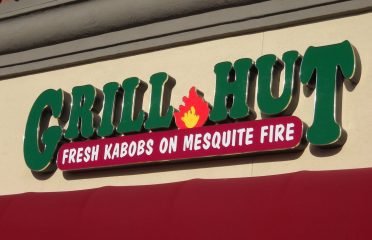 GRILL HUT
FRESH KABOBS ON MESQUITE FIRE